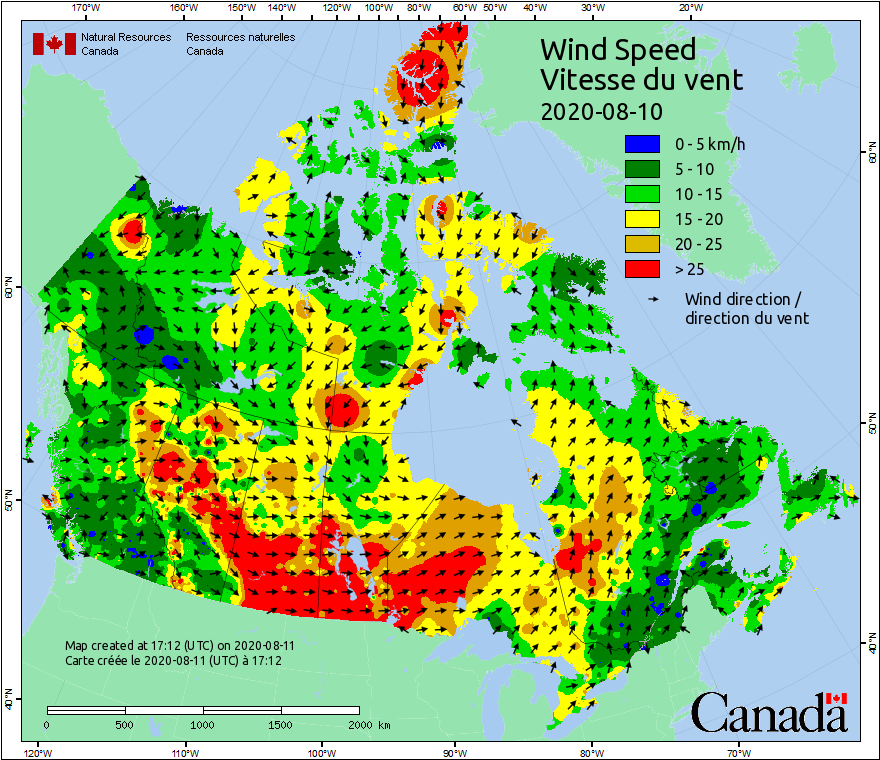 170°W 160°W 150°W 140°W 130°W 120°W 110°W 100°W 90°W 80°W 60°W 50°W 40°W 30°W 20°W
Natural Resources Canada
Ressources naturelles Canada
Wind Speed
Vitesse du vent
2020-08-10
0 - 5 km/h
5 - 10
10 - 15
15 - 20
20 - 25
> 25
Wind direction /
direction du vent
60°N
50°N
40°N
60°N
50°N
40°N
Map created at 17:12 (UTC) on 2020-08-11
Carte créée le 2020-08-11 (UTC) à 17:12
0 500 1000 1500 2000 km
Canada
120°W 110°W 100°W 90°W 80°W 70°W